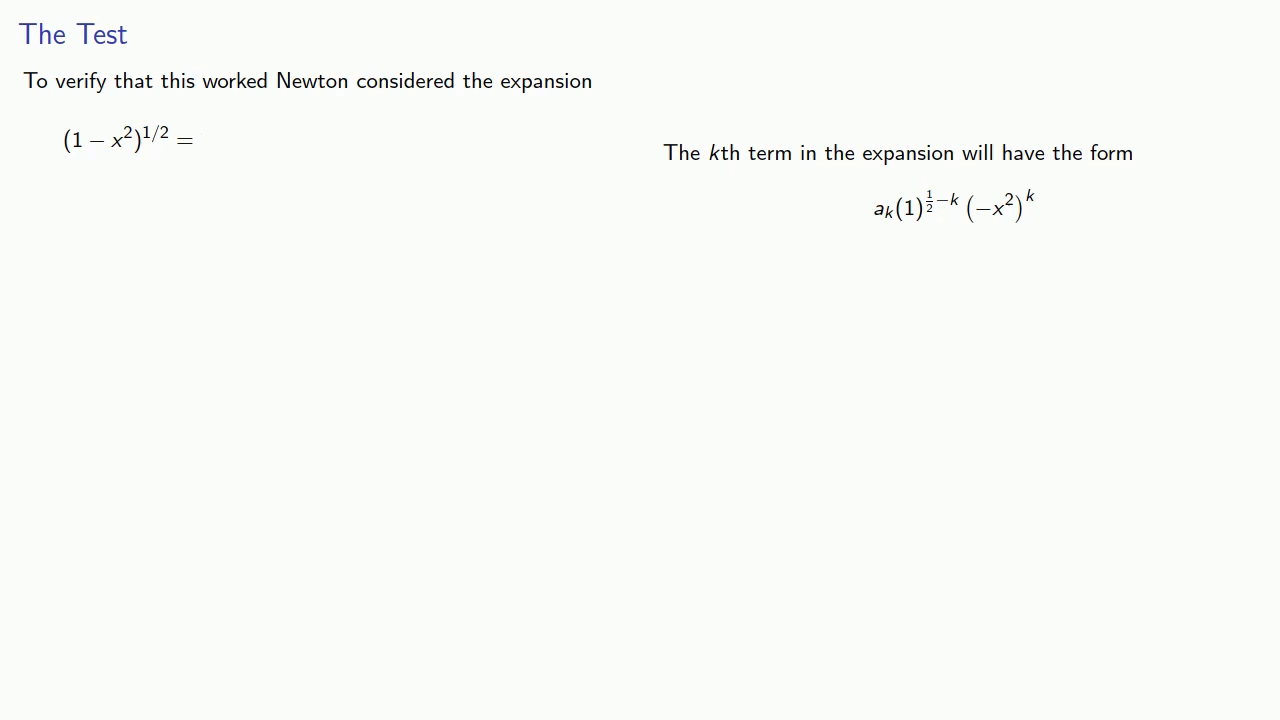 The Test
To verify that this worked Newton considered the expansion
(1 − x²)^{1/2} =
The kth term in the expansion will have the form
a_k(1)^{\frac{1}{2}−k} (−x²)^k